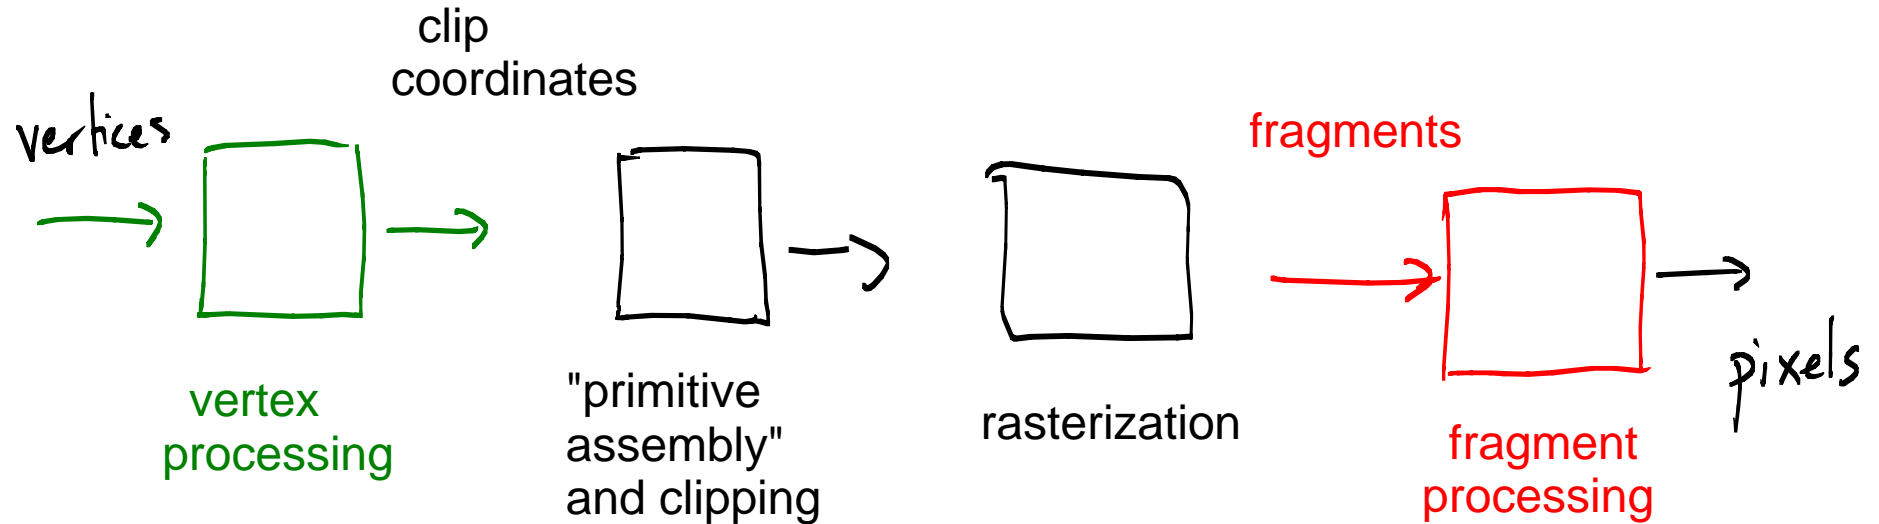 clip
coordinates
vertices
fragments
vertex
processing
"primitive
assembly"
and clipping
rasterization
pixels
fragment
processing